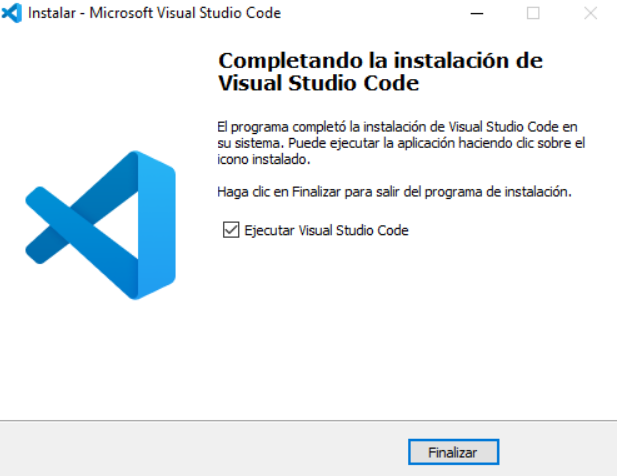 Instalar - Microsoft Visual Studio Code
Completando la instalación de
Visual Studio Code
El programa completó la instalación de Visual Studio Code en
su sistema. Puede ejecutar la aplicación haciendo clic sobre el
icono instalado.
Haga clic en Finalizar para salir del programa de instalación.
Ejecutar Visual Studio Code
Finalizar